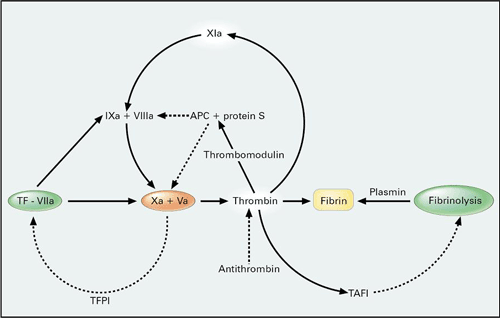 XIa
IXa + VIIIa
APC + protein S
Thrombomodulin
TF - VIIa
Xa + Va
Thrombin
Fibrin
Plasmin
Fibrinolysis
Antithrombin
TFPI
TAFI